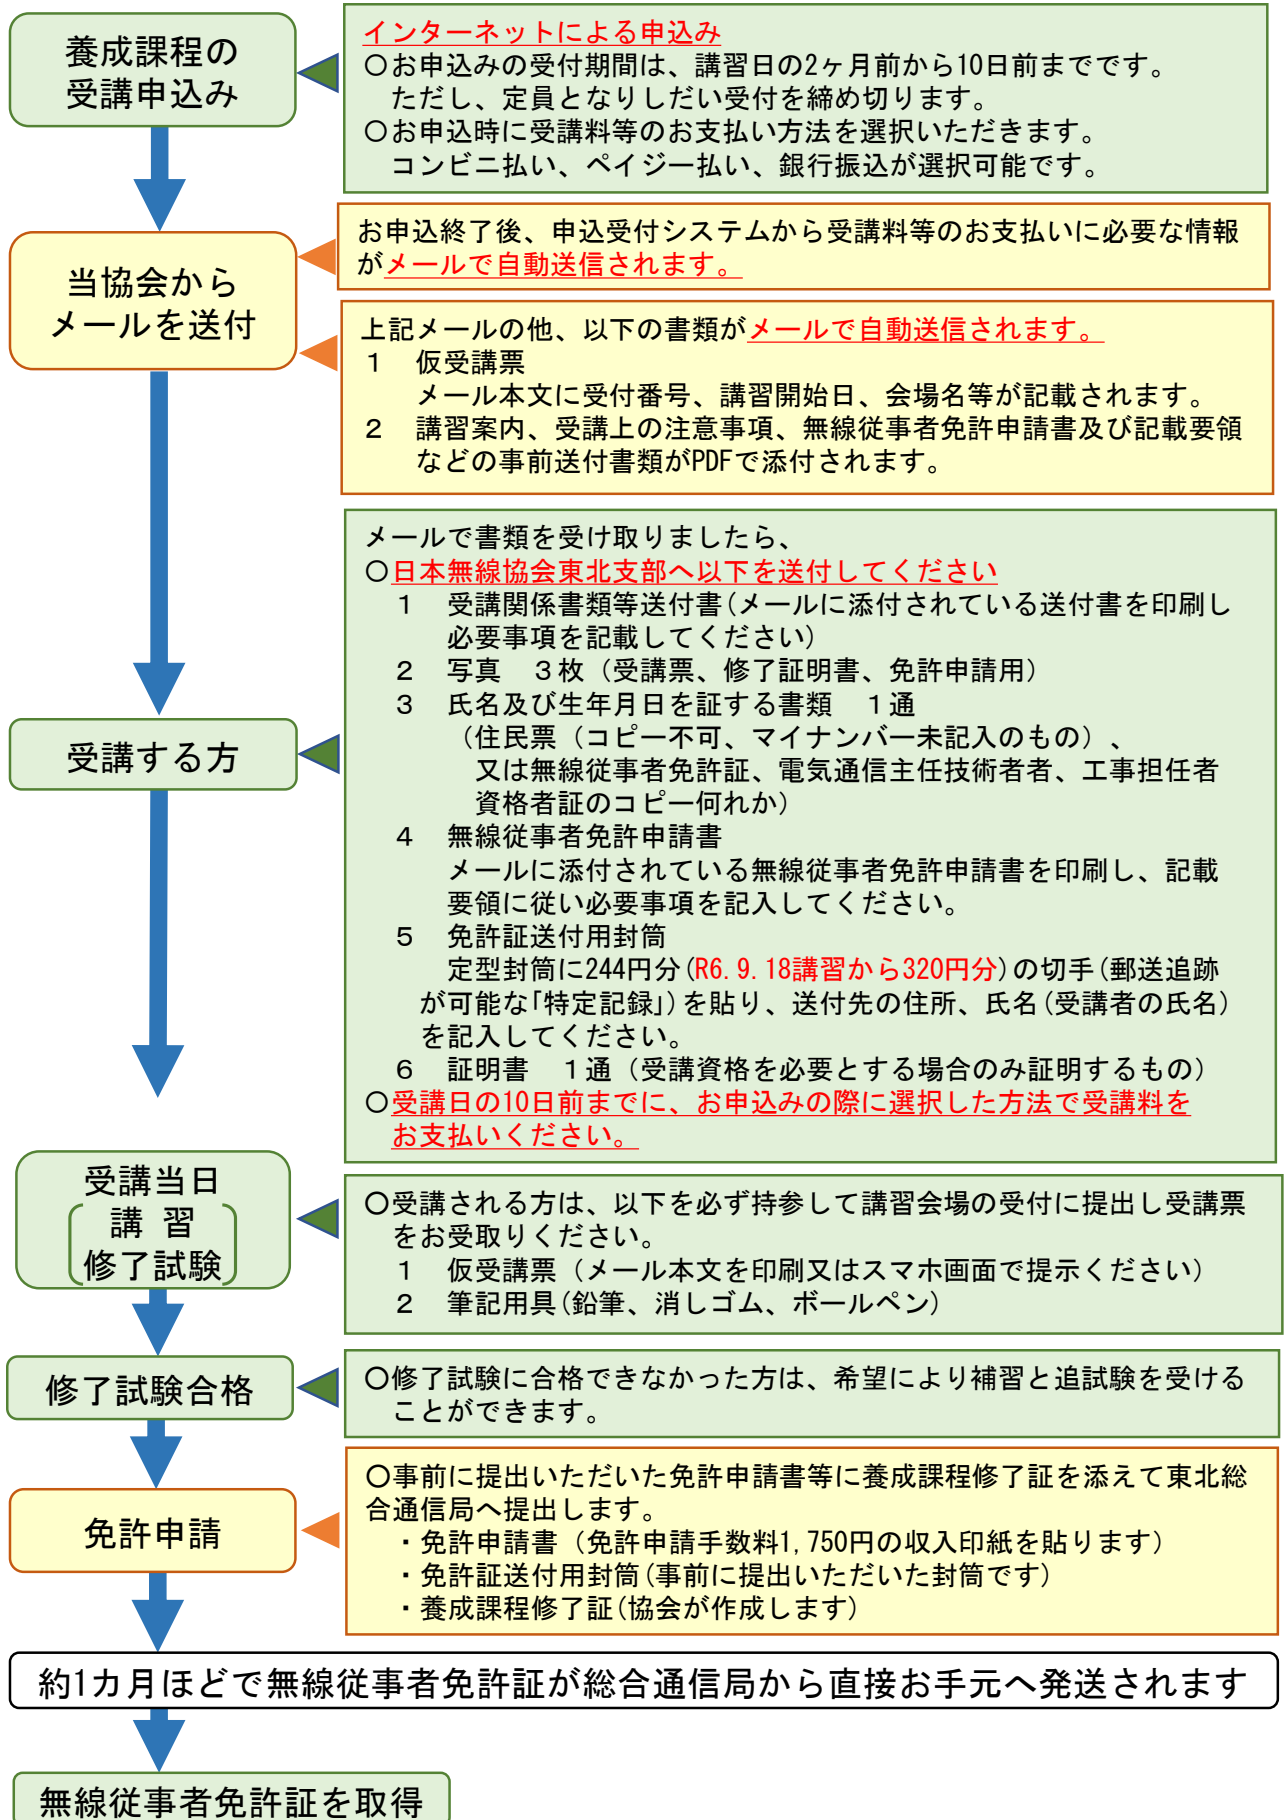 養成課程の
受講申込み
インターネットによる申込み
〇お申込みの受付期間は、講習日の2ヶ月前から10日前までです。
ただし、定員となりしだい受付を締め切ります。
〇お申込時に受講料等のお支払い方法を選択いただきます。
コンビニ払い、ペイジー払い、銀行振込が選択可能です。
当協会から
メールを送付
お申込終了後、申込受付システムから受講料等のお支払いに必要な情報
がメールで自動送信されます。
上記メールの他、以下の書類がメールで自動送信されます。
１　仮受講票
メール本文に受付番号、講習開始日、会場名等が記載されます。
２　講習案内、受講上の注意事項、無線従事者免許申請書及び記載要領
などの事前送付書類がPDFで添付されます。
受講する方
メールで書類を受け取りましたら、
〇日本無線協会東北支部へ以下を送付してください
１　受講関係書類等送付書(メールに添付されている送付書を印刷し
必要事項を記載してください)
２　写真　３枚（受講票、修了証明書、免許申請用）
３　氏名及び生年月日を証する書類　１通
（住民票（コピー不可、マイナンバー未記入のもの）、
又は無線従事者免許証、電気通信主任技術者者、工事担任者
資格者証のコピー何れか）
４　無線従事者免許申請書
メールに添付されている無線従事者免許申請書を印刷し、記載
要領に従い必要事項を記入してください。
５　免許証送付用封筒
定型封筒に244円分(R6.9.18講習から320円分)の切手(郵送追跡
が可能な｢特定記録｣)を貼り、送付先の住所、氏名(受講者の氏名)
を記入してください。
６　証明書　１通（受講資格を必要とする場合のみ証明するもの）
〇受講日の10日前までに、お申込みの際に選択した方法で受講料を
お支払いください。
受講当日
講 習
修了試験
〇受講される方は、以下を必ず持参して講習会場の受付に提出し受講票
をお受取りください。
１　仮受講票（メール本文を印刷又はスマホ画面で提示ください）
２　筆記用具(鉛筆、消しゴム、ボールペン)
修了試験合格
〇修了試験に合格できなかった方は、希望により補習と追試験を受ける
ことができます。
免許申請
〇事前に提出いただいた免許申請書等に養成課程修了証を添えて東北総
合通信局へ提出します。
・免許申請書（免許申請手数料1,750円の収入印紙を貼ります）
・免許証送付用封筒(事前に提出いただいた封筒です)
・養成課程修了証(協会が作成します)
約1カ月ほどで無線従事者免許証が総合通信局から直接お手元へ発送されます
無線従事者免許証を取得